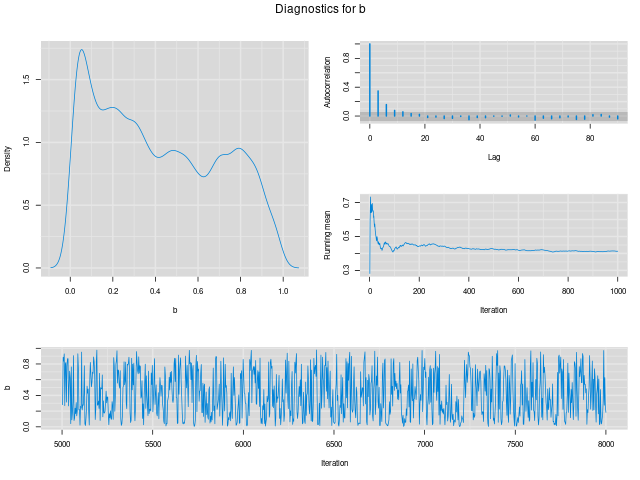 Diagnostics for b
Density
0.0 0.5 1.0 1.5
0.0 0.2 0.4 0.6 0.8 1.0
b
Autocorrelation
0.0 0.4 0.8
0 20 40 60 80
Lag
Running mean
0.3 0.5 0.7
0 200 400 600 800 1000
Iteration
b
0.0 0.4 0.8
5000 5500 6000 6500 7000 7500 8000
Iteration